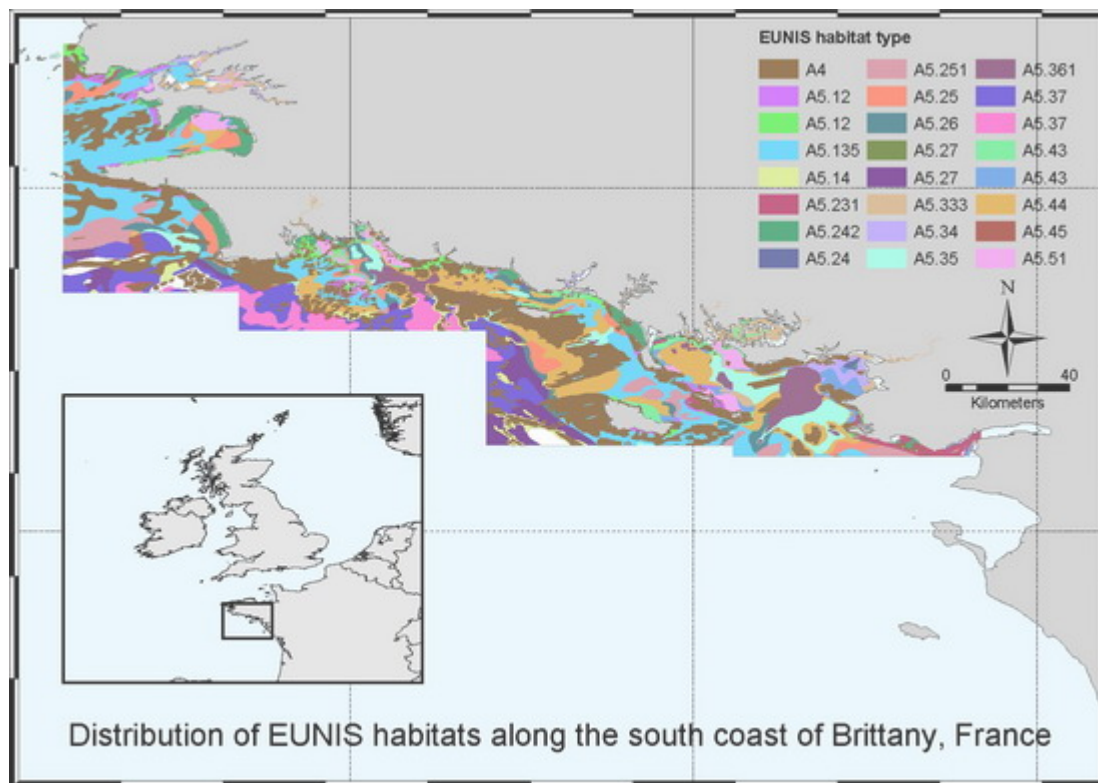 EUNIS habitat type
A4 A5.251 A5.361
A5.12 A5.25 A5.37
A5.12 A5.26 A5.37
A5.135 A5.27 A5.43
A5.14 A5.27 A5.43
A5.231 A5.333 A5.44
A5.242 A5.34 A5.45
A5.24 A5.35 A5.51
N
0 40
Kilometers
Distribution of EUNIS habitats along the south coast of Brittany, France